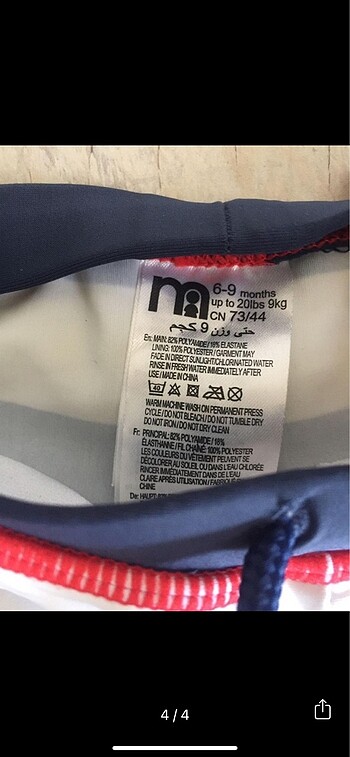 m
6-9 months
up to 20lbs 9kg
CN 73/44
حتى وزن 9 كجم
En: MAIN: 82% POLYAMIDE / 18% ELASTANE
LINING: 100% POLYESTER / GARMENT MAY
FADE IN DIRECT SUNLIGHT/CHLORINATED WATER
RINSE IN FRESH WATER IMMEDIATELY AFTER
USE / MADE IN CHINA
40
WARM MACHINE WASH ON PERMANENT PRESS
CYCLE / DO NOT BLEACH / DO NOT TUMBLE DRY
DO NOT IRON / DO NOT DRY CLEAN
Fr: PRINCIPAL: 82% POLYAMIDE / 18%
ÉLASTHANNE / FIL CHAÎNE: 100% POLYESTER
LES COULEURS DU VÊTEMENT PEUVENT SE
DÉCOLORER AU SOLEIL OU DANS L'EAU CHLORÉE
RINCER IMMÉDIATEMENT DANS DE L'EAU
CLAIRE APRÈS UTILISATION /
CHINE
De:
4 / 4